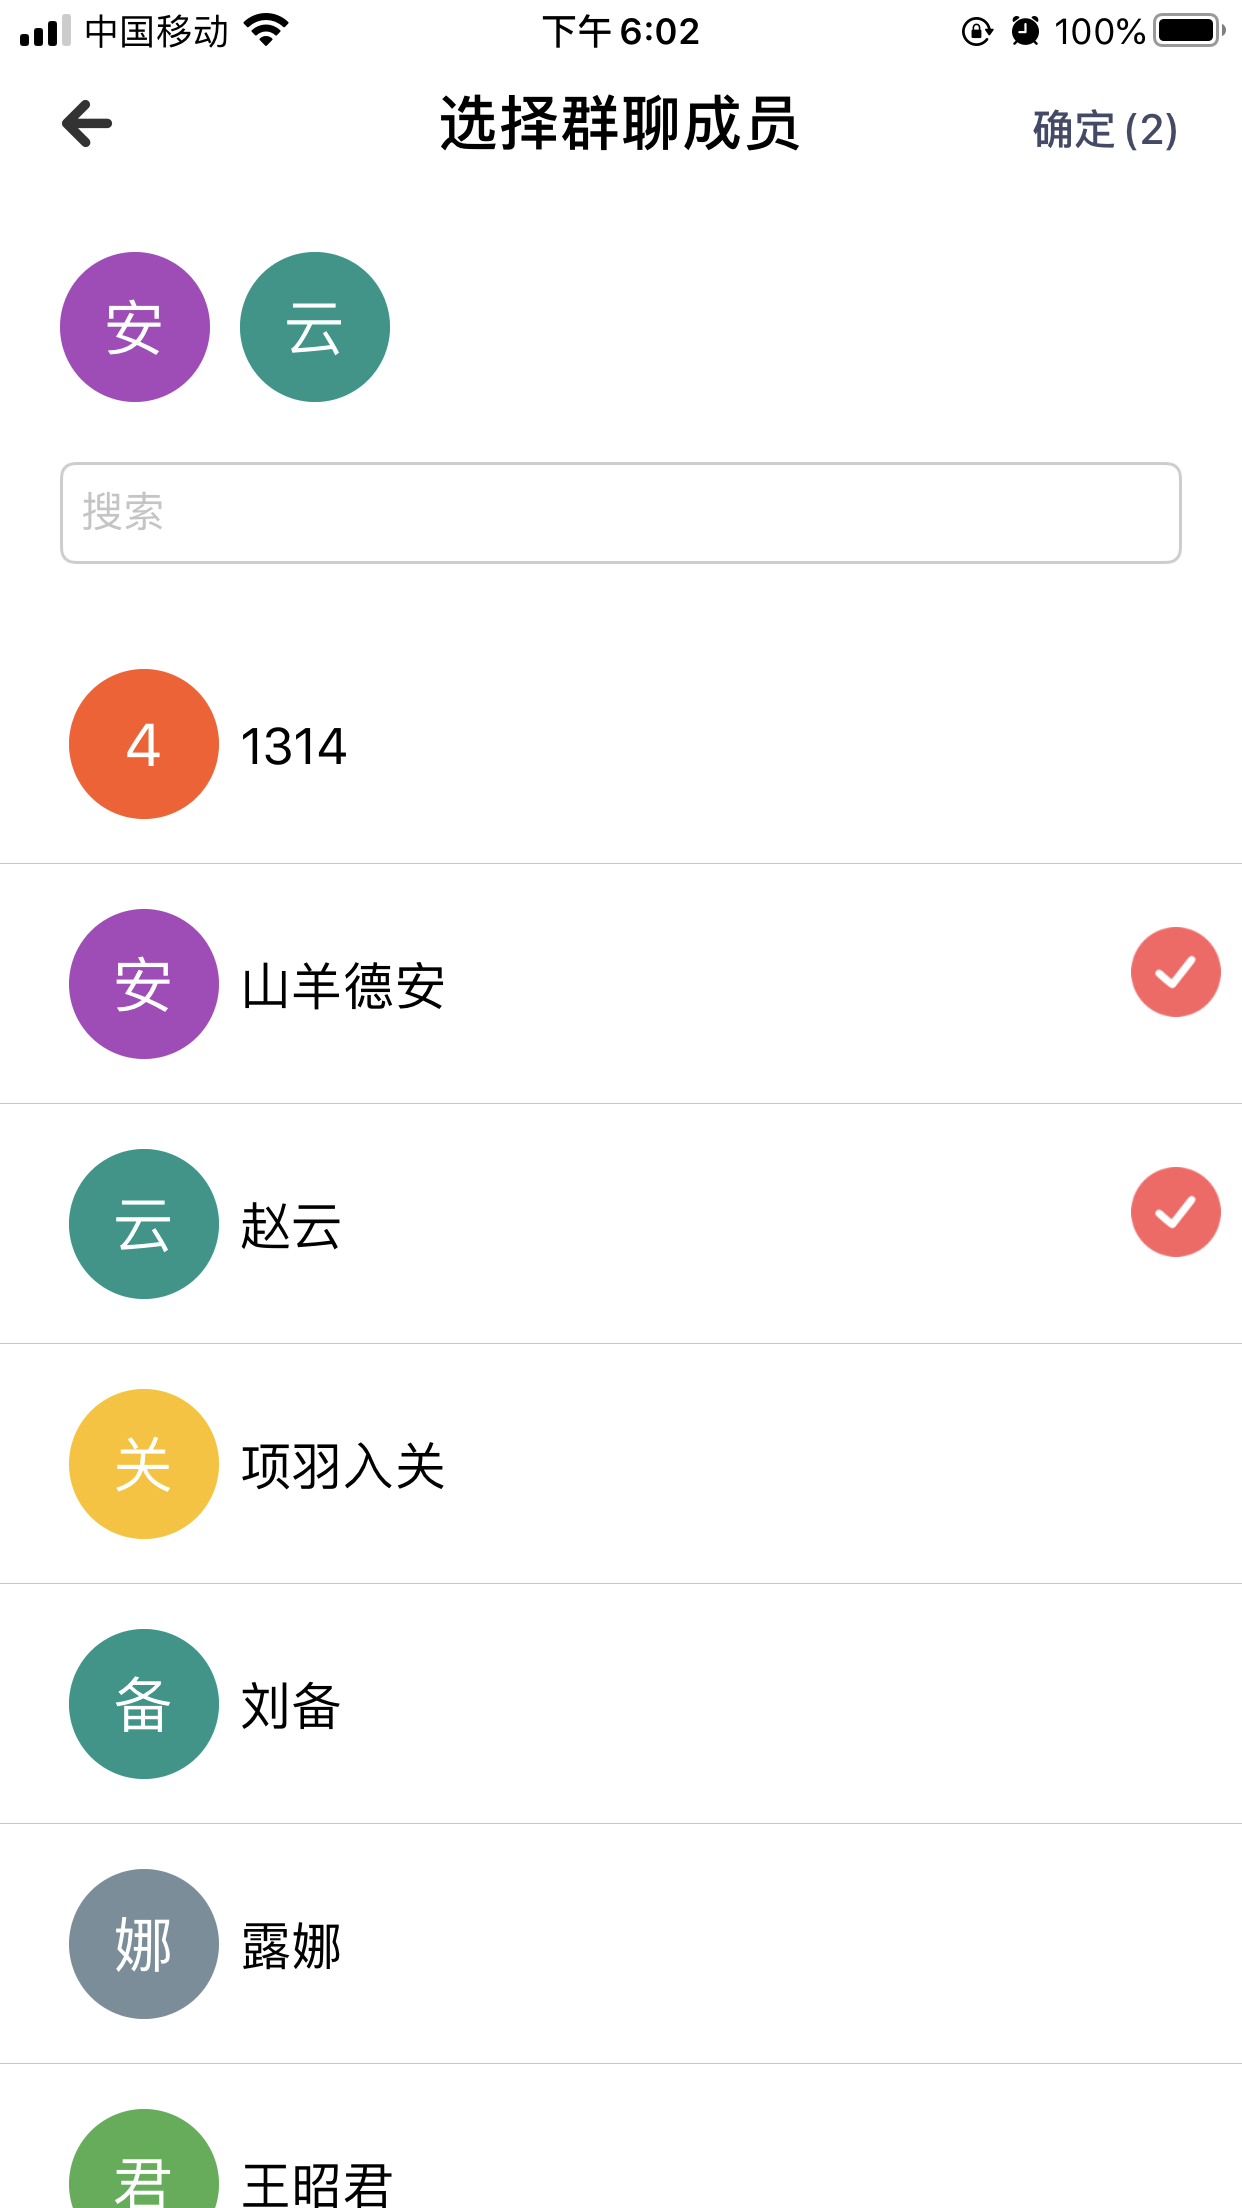 中国移动 下午 6:02 100%
选择群聊成员 确定 (2)
安 云
搜索
4 1314
安 山羊德安
云 赵云
关 项羽入关
备 刘备
娜 露娜
君 王昭君